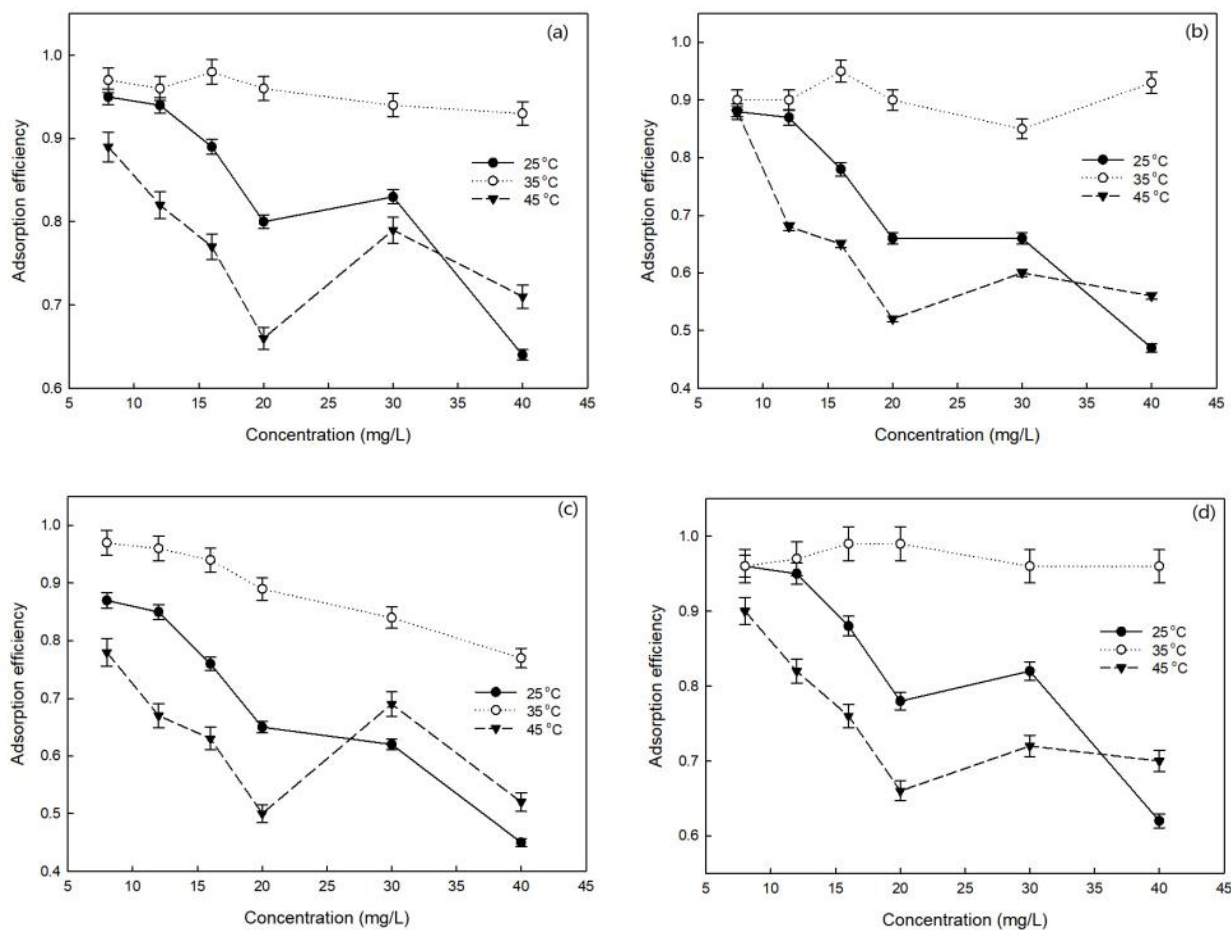 (a)
1.0
0.9
0.8
0.7
0.6
Adsorption efficiency
25 °C
35 °C
45 °C
5 10 15 20 25 30 35 40 45
Concentration (mg/L)
(b)
1.0
0.9
0.8
0.7
0.6
0.5
0.4
Adsorption efficiency
25 °C
35 °C
45 °C
5 10 15 20 25 30 35 40 45
Concentration (mg/L)
(c)
1.0
0.9
0.8
0.7
0.6
0.5
0.4
Adsorption efficiency
25 °C
35 °C
45 °C
5 10 15 20 25 30 35 40 45
Concentration (mg/L)
(d)
1.0
0.9
0.8
0.7
0.6
Adsorption efficiency
25 °C
35 °C
45 °C
5 10 15 20 25 30 35 40 45
Concentration (mg/L)